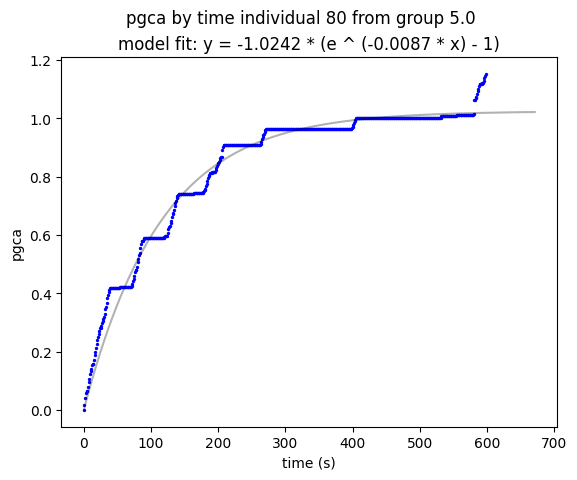 pgca by time individual 80 from group 5.0
model fit: y = -1.0242 * (e ^ (-0.0087 * x) - 1)
1.2
1.0
0.8
0.6
0.4
0.2
0.0
pgca
0 100 200 300 400 500 600 700
time (s)